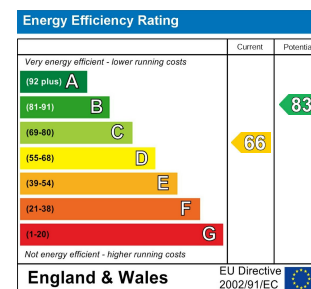 Energy Efficiency Rating
Current Potentia
Very energy efficient - lower running costs
(92 plus) A
(81-91) B
(69-80) C
(55-68) D
(39-54) E
(21-38) F
(1-20) G
66
83
Not energy efficient - higher running costs
England & Wales
EU Directive
2002/91/EC